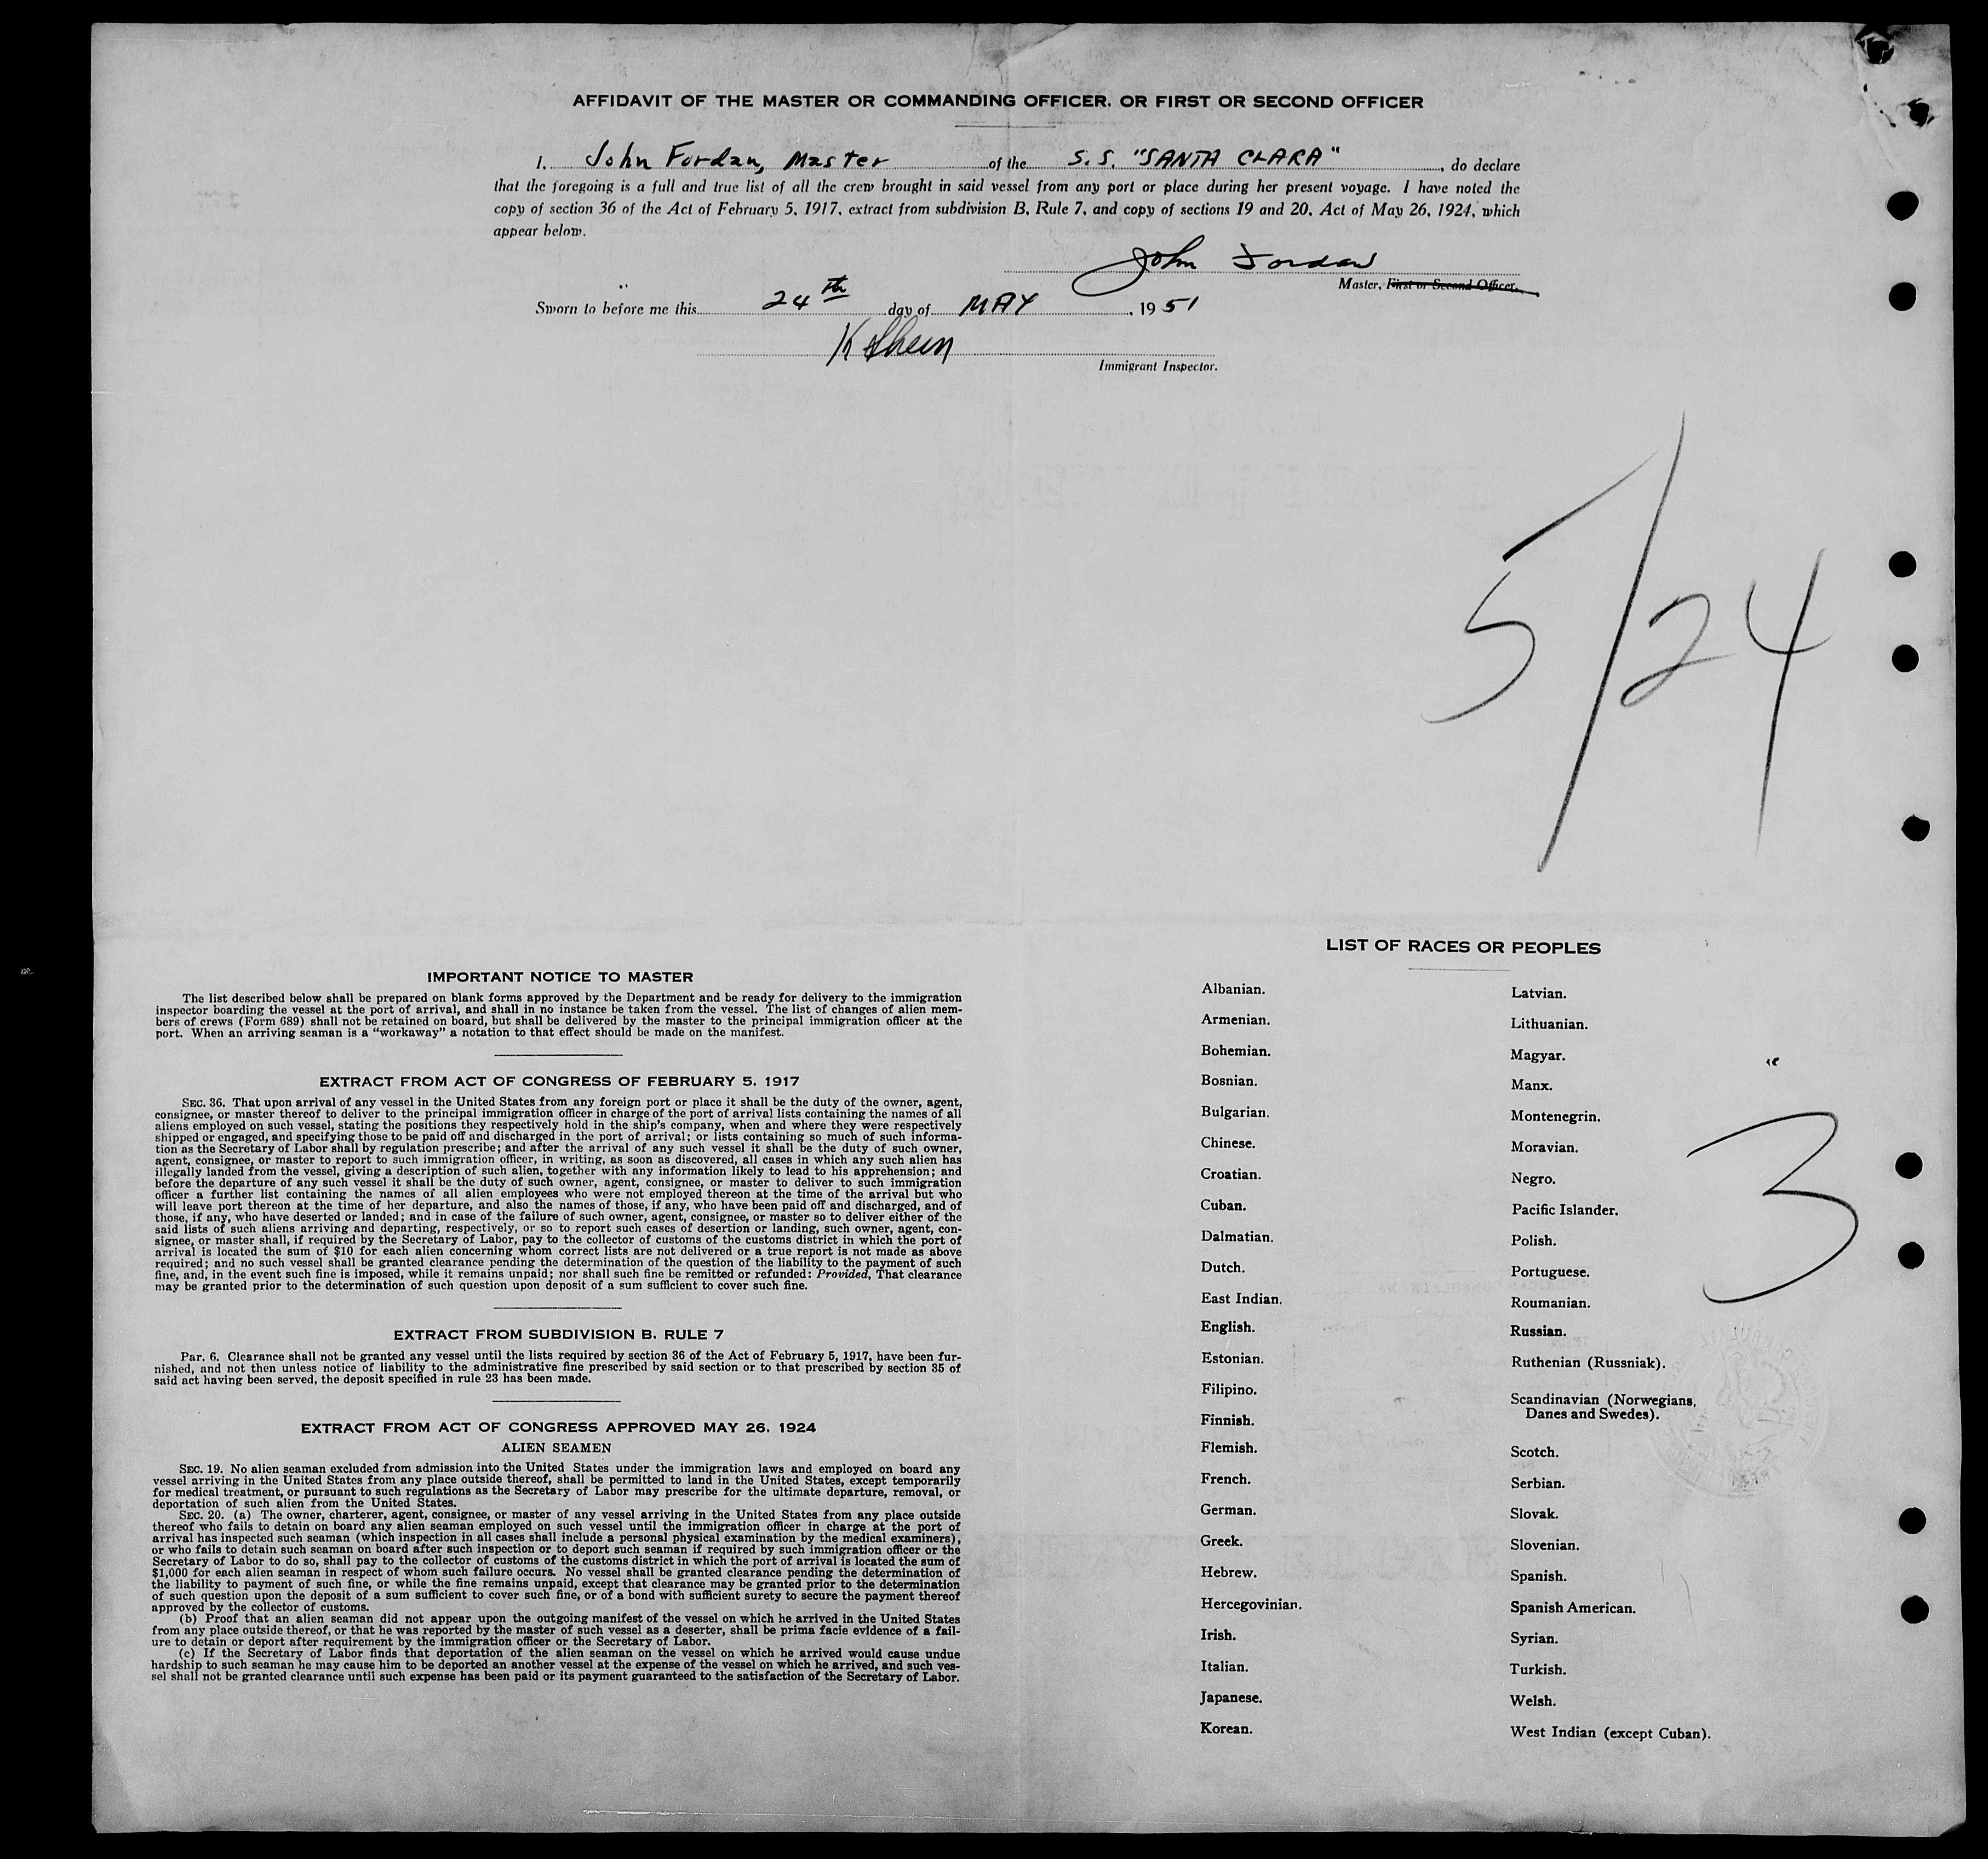 AFFIDAVIT OF THE MASTER OR COMMANDING OFFICER. OR FIRST OR SECOND OFFICER
I, John Fordan, Master of the S.S. "SANTA CLARA", do declare
that the foregoing is a full and true list of all the crew brought in said vessel from any port or place during her present voyage. I have noted the
copy of section 36 of the Act of February 5, 1917, extract from subdivision B, Rule 7, and copy of sections 19 and 20, Act of May 26, 1924, which
appear below.
John Fordan
Master, First or Second Officer.
Sworn to before me this 24th day of MAY, 1951
Immigrant Inspector.
5/24
IMPORTANT NOTICE TO MASTER
The list described below shall be prepared on blank forms approved by the Department and be ready for delivery to the immigration
inspector boarding the vessel at the port of arrival, and shall in no instance be taken from the vessel. The list of changes of alien mem-
bers of crews (Form 689) shall not be retained on board, but shall be delivered by the master to the principal immigration officer at the
port. When an arriving seaman is a "workaway" a notation to that effect should be made on the manifest.
EXTRACT FROM ACT OF CONGRESS OF FEBRUARY 5, 1917
SEC. 36. That upon arrival of any vessel in the United States from any foreign port or place it shall be the duty of the owner, agent,
consignee, or master thereof to deliver to the principal immigration officer in charge of the port of arrival lists containing the names of all
aliens employed on such vessel, stating the positions they respectively hold in the ship's company, when and where they were respectively
shipped or engaged, and specifying those to be paid off and discharged in the port of arrival; or lists containing so much of such informa-
tion as the Secretary of Labor shall by regulation prescribe; and after the arrival of any such vessel it shall be the duty of such owner,
agent, consignee, or master to report to such immigration officer, in writing, as soon as discovered, all cases in which any such alien has
illegally landed from the vessel, giving a description of such alien, together with any information likely to lead to his apprehension; and
before the departure of any such vessel it shall be the duty of such owner, agent, consignee, or master to deliver to such immigration
officer a further list containing the names of all alien employees who were not employed thereon at the time of the arrival but who
will leave port thereon at the time of her departure, and also the names of those, if any, who have been paid off and discharged, and of
those, if any, who have deserted or landed; and in case of the failure of such owner, agent, consignee, or master so to deliver either of the
said lists of such aliens arriving and departing, respectively, or so to report such cases of desertion or landing, such owner, agent, con-
signee, or master shall, if required by the Secretary of Labor, pay to the collector of customs of the customs district in which the port of
arrival is located the sum of $10 for each alien concerning whom correct lists are not delivered or a true report is not made as above
required; and no such vessel shall be granted clearance pending the determination of the question of the liability to the payment of such
fine, and, in the event such fine is imposed, while it remains unpaid; nor shall such fine be remitted or refunded: Provided, That clearance
may be granted prior to the determination of such question upon deposit of a sum sufficient to cover such fine.
EXTRACT FROM SUBDIVISION B. RULE 7
Par. 6. Clearance shall not be granted any vessel until the lists required by section 36 of the Act of February 5, 1917, have been fur-
nished, and not then unless notice of liability to the administrative fine prescribed by said section or to that prescribed by section 35 of
said act having been served, the deposit specified in rule 23 has been made.
EXTRACT FROM ACT OF CONGRESS APPROVED MAY 26, 1924
ALIEN SEAMEN
SEC. 19. No alien seaman excluded from admission into the United States under the immigration laws and employed on board any
vessel arriving in the United States from any place outside thereof, shall be permitted to land in the United States, except temporarily
for medical treatment, or pursuant to such regulations as the Secretary of Labor may prescribe for the ultimate departure, removal, or
deportation of such alien from the United States.
SEC. 20. (a) The owner, charterer, agent, consignee, or master of any vessel arriving in the United States from any place outside
thereof who fails to detain on board any alien seaman employed on such vessel until the immigration officer in charge at the port of
arrival has inspected such seaman (which inspection in all cases shall include a personal physical examination by the medical examiners),
or who fails to detain such seaman on board after such inspection or to deport such seaman if required by such immigration officer or the
Secretary of Labor to do so, shall pay to the collector of customs of the customs district in which the port of arrival is located the sum of
$1,000 for each alien seaman in respect of whom such failure occurs. No vessel shall be granted clearance pending the determination of
the liability to payment of such fine, or while the fine remains unpaid, except that clearance may be granted prior to the determination
of such question upon the deposit of a sum sufficient to cover such fine, or of a bond with sufficient surety to secure the payment thereof
approved by the collector of customs.
(b) Proof that an alien seaman did not appear upon the outgoing manifest of the vessel on which he arrived in the United States
from any place outside thereof, or that he was reported by the master of such vessel as a deserter, shall be prima facie evidence of a fail-
ure to detain or deport after requirement by the immigration officer or the Secretary of Labor.
(c) If the Secretary of Labor finds that deportation of the alien seaman on the vessel on which he arrived would cause undue
hardship to such seaman he may cause him to be deported an another vessel at the expense of the vessel on which he arrived, and such ves-
sel shall not be granted clearance until such expense has been paid or its payment guaranteed to the satisfaction of the Secretary of Labor.
LIST OF RACES OR PEOPLES
Albanian.
Armenian.
Bohemian.
Bosnian.
Bulgarian.
Chinese.
Croatian.
Cuban.
Dalmatian.
Dutch.
East Indian.
English.
Estonian.
Filipino.
Finnish.
Flemish.
French.
German.
Greek.
Hebrew.
Hercegovinian.
Irish.
Italian.
Japanese.
Korean.
Latvian.
Lithuanian.
Magyar.
Manx.
Montenegrin.
Moravian.
Negro.
Pacific Islander.
Polish.
Portuguese.
Roumanian.
Russian.
Ruthenian (Russniak).
Scandinavian (Norwegians,
Danes and Swedes).
Scotch.
Serbian.
Slovak.
Slovenian.
Spanish.
Spanish American.
Syrian.
Turkish.
Welsh.
West Indian (except Cuban).
3